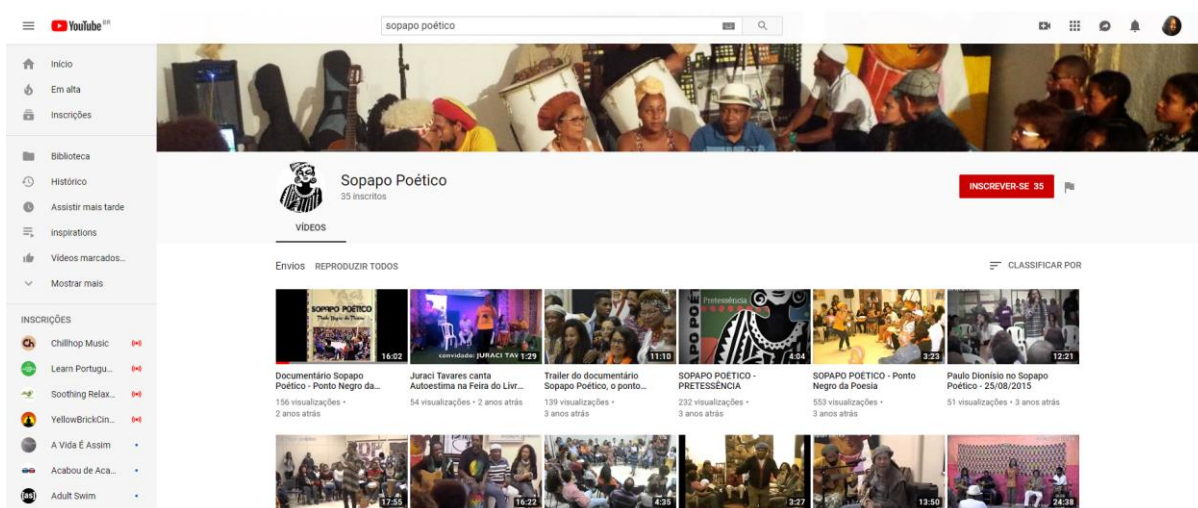 YouTube BR
sopapo poético
Início
Em alta
Inscrições
Biblioteca
Histórico
Assistir mais tarde
inspirations
Vídeos marcados...
Mostrar mais
INSCRIÇÕES
Chillhop Music
Learn Portugu...
Soothing Relax...
YellowBrickCin...
A Vida É Assim
Acabou de Aca...
[as] Adult Swim
Sopapo Poético
35 inscritos
INSCREVER-SE 35
VÍDEOS
Envios REPRODUZIR TODOS
CLASSIFICAR POR
SOPAPO POÉTICO
16:02
Documentário Sopapo
Poético - Ponto Negro da...
156 visualizações •
2 anos atrás
convidado: JURACI TAV 1:29
Juraci Tavares canta
Autoestima na Feira do Livr...
54 visualizações • 2 anos atrás
11:10
Trailer do documentário
Sopapo Poético, o ponto...
139 visualizações •
3 anos atrás
Pretessência
4:04
SOPAPO POÉTICO -
PRETESSÊNCIA
232 visualizações •
3 anos atrás
3:23
SOPAPO POÉTICO - Ponto
Negro da Poesia
553 visualizações •
3 anos atrás
12:21
Paulo Dionísio no Sopapo
Poético - 25/08/2015
51 visualizações • 3 anos atrás
17:55
16:22
4:35
3:27
13:50
24:38